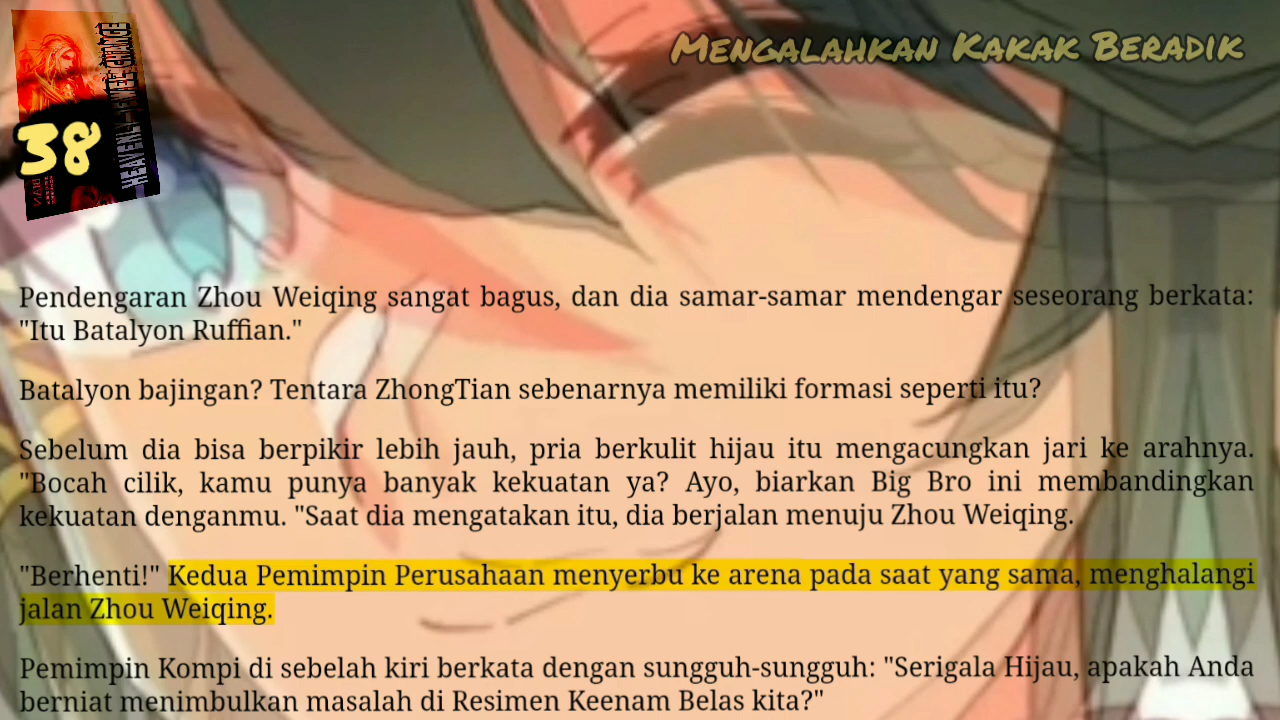 Mengalahkan Kakak Beradik
38
HEAVENLY JEWEL CHANGE
Pendengaran Zhou Weiqing sangat bagus, dan dia samar-samar mendengar seseorang berkata:
"Itu Batalyon Ruffian."
Batalyon bajingan? Tentara ZhongTian sebenarnya memiliki formasi seperti itu?
Sebelum dia bisa berpikir lebih jauh, pria berkulit hijau itu mengacungkan jari ke arahnya.
"Bocah cilik, kamu punya banyak kekuatan ya? Ayo, biarkan Big Bro ini membandingkan
kekuatan denganmu. "Saat dia mengatakan itu, dia berjalan menuju Zhou Weiqing.
"Berhenti!" Kedua Pemimpin Perusahaan menyerbu ke arena pada saat yang sama, menghalangi
jalan Zhou Weiqing.
Pemimpin Kompi di sebelah kiri berkata dengan sungguh-sungguh: "Serigala Hijau, apakah Anda
berniat menimbulkan masalah di Resimen Keenam Belas kita?"